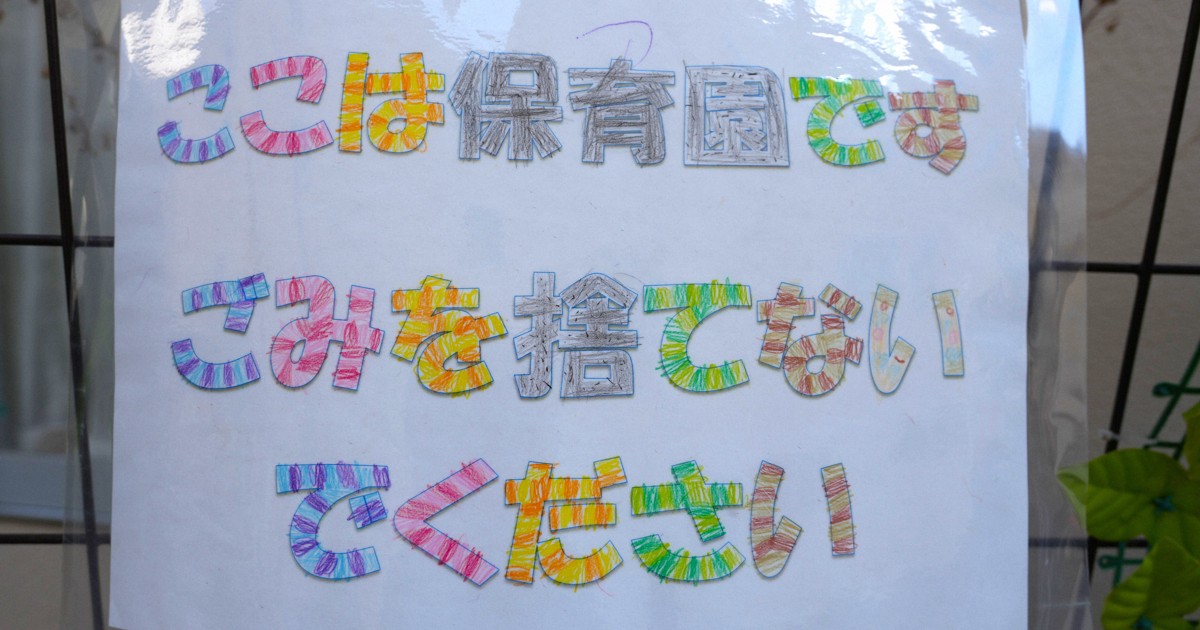 ここは保育園です
ごみを捨てない
でください